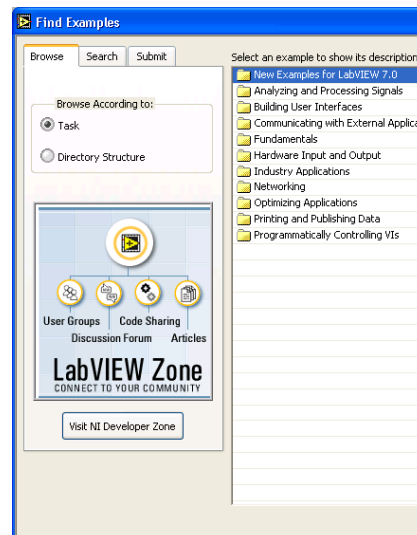 Find Examples
Browse Search Submit
Browse According to:
Task
Directory Structure
User Groups Code Sharing
Discussion Forum Articles
LabVIEW Zone
CONNECT TO YOUR COMMUNITY
Visit NI Developer Zone
Select an example to show its description
New Examples for LabVIEW 7.0
Analyzing and Processing Signals
Building User Interfaces
Communicating with External Applica
Fundamentals
Hardware Input and Output
Industry Applications
Networking
Optimizing Applications
Printing and Publishing Data
Programmatically Controlling VIs